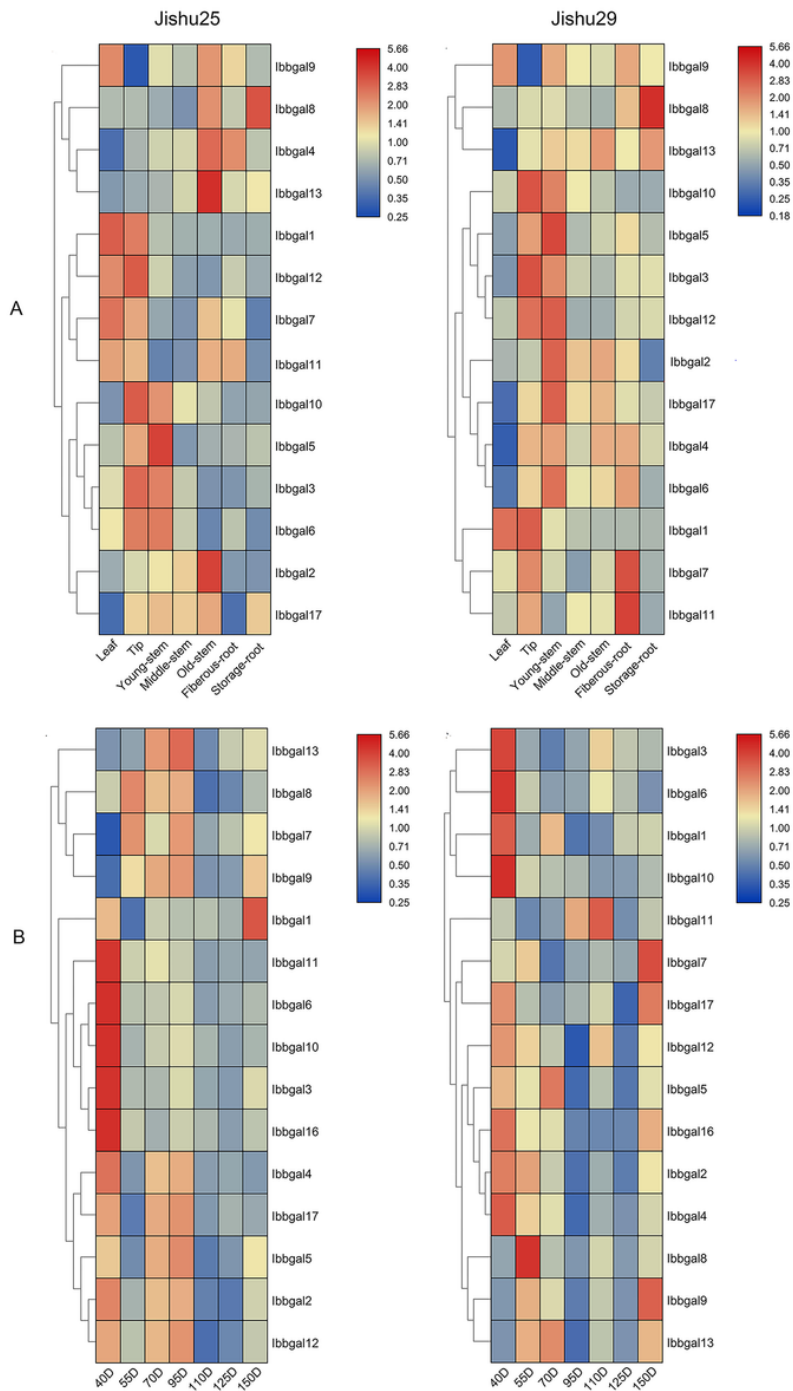 Jishu25
Jishu29
A
Ibbgal9
Ibbgal8
Ibbgal4
Ibbgal13
Ibbgal1
Ibbgal12
Ibbgal7
Ibbgal11
Ibbgal10
Ibbgal5
Ibbgal3
Ibbgal6
Ibbgal2
Ibbgal17
Leaf
Tip
Young-stem
Middle-stem
Old-stem
Fiberous-root
Storage-root
5.66
4.00
2.83
2.00
1.41
1.00
0.71
0.50
0.35
0.25
Ibbgal9
Ibbgal8
Ibbgal13
Ibbgal10
Ibbgal5
Ibbgal3
Ibbgal12
Ibbgal2
Ibbgal17
Ibbgal4
Ibbgal6
Ibbgal1
Ibbgal7
Ibbgal11
Leaf
Tip
Young-stem
Middle-stem
Old-stem
Fiberous-root
Storage-root
5.66
4.00
2.83
2.00
1.41
1.00
0.71
0.50
0.35
0.25
0.18
B
Ibbgal13
Ibbgal8
Ibbgal7
Ibbgal9
Ibbgal1
Ibbgal11
Ibbgal6
Ibbgal10
Ibbgal3
Ibbgal16
Ibbgal4
Ibbgal17
Ibbgal5
Ibbgal2
Ibbgal12
40D
55D
70D
95D
110D
125D
150D
5.66
4.00
2.83
2.00
1.41
1.00
0.71
0.50
0.35
0.25
Ibbgal3
Ibbgal6
Ibbgal1
Ibbgal10
Ibbgal11
Ibbgal7
Ibbgal17
Ibbgal12
Ibbgal5
Ibbgal16
Ibbgal2
Ibbgal4
Ibbgal8
Ibbgal9
Ibbgal13
40D
55D
70D
95D
110D
125D
150D
5.66
4.00
2.83
2.00
1.41
1.00
0.71
0.50
0.35
0.25